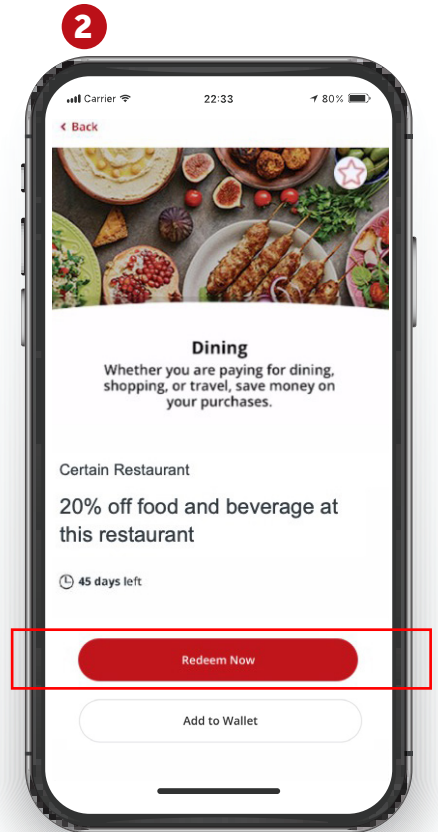 2
Carrier 22:33 80%
< Back
Dining
Whether you are paying for dining,
shopping, or travel, save money on
your purchases.
Certain Restaurant
20% off food and beverage at
this restaurant
45 days left
Redeem Now
Add to Wallet